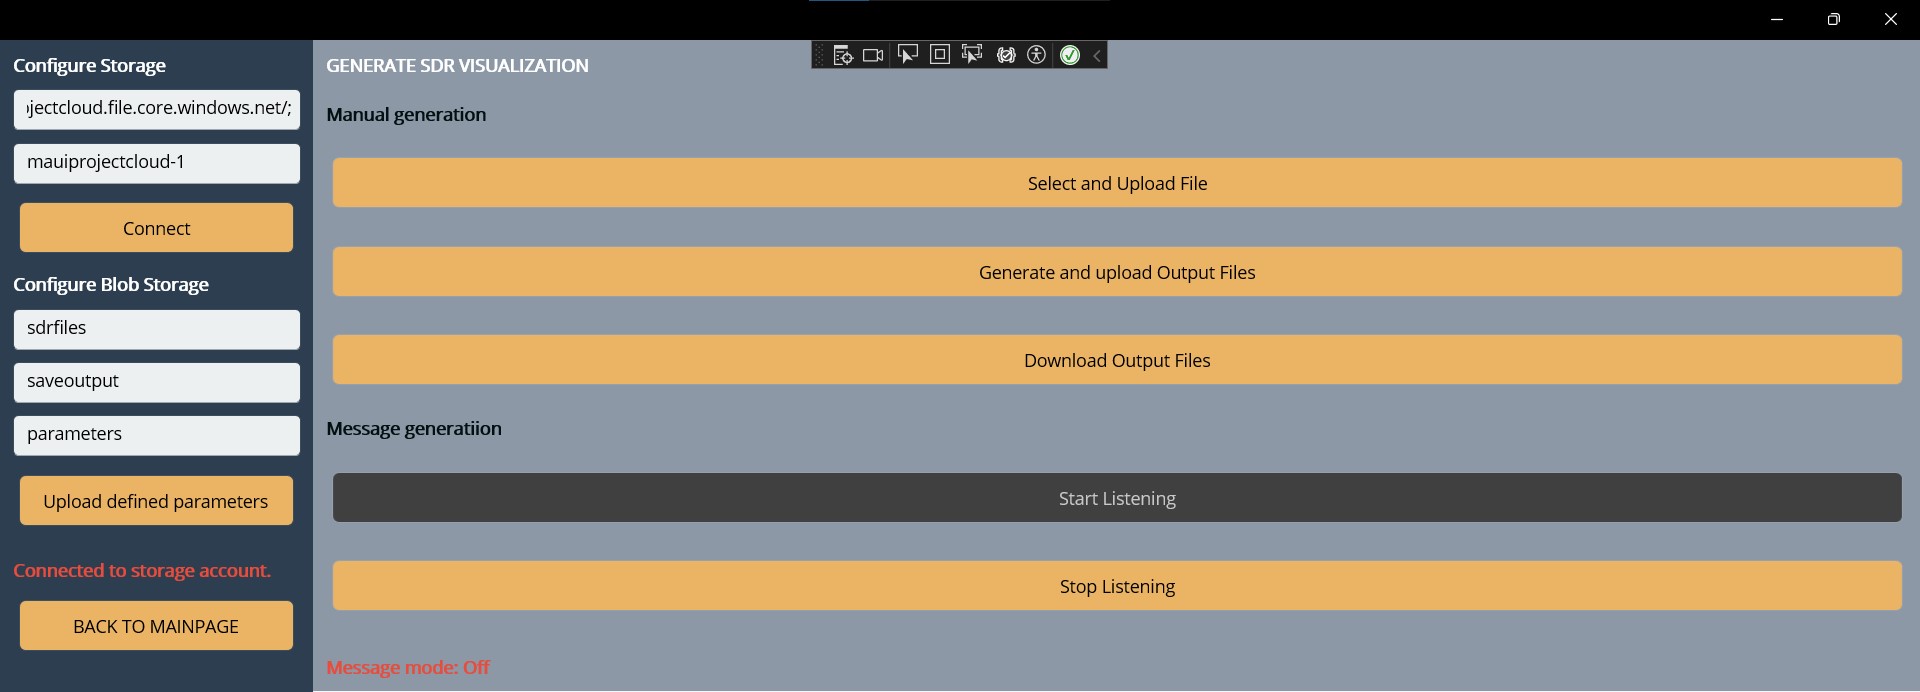 Configure Storage
jectcloud.file.core.windows.net/;
mauiprojectcloud-1
Connect
Configure Blob Storage
sdrfiles
saveoutput
parameters
Upload defined parameters
Connected to storage account.
BACK TO MAINPAGE
GENERATE SDR VISUALIZATION
Manual generation
Select and Upload File
Generate and upload Output Files
Download Output Files
Message generatiion
Start Listening
Stop Listening
Message mode: Off